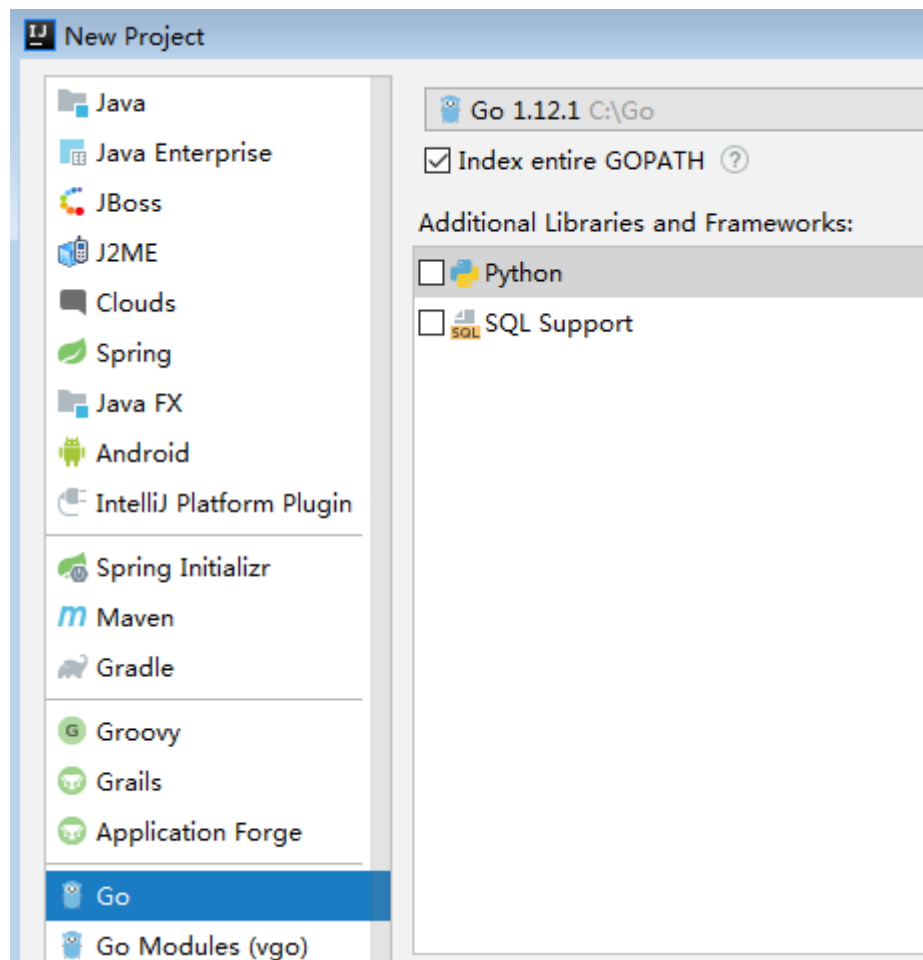 New Project
Java
Java Enterprise
JBoss
J2ME
Clouds
Spring
Java FX
Android
IntelliJ Platform Plugin
Spring Initializr
Maven
Gradle
Groovy
Grails
Application Forge
Go
Go Modules (vgo)
Go 1.12.1 C:\Go
Index entire GOPATH
Additional Libraries and Frameworks:
Python
SQL Support